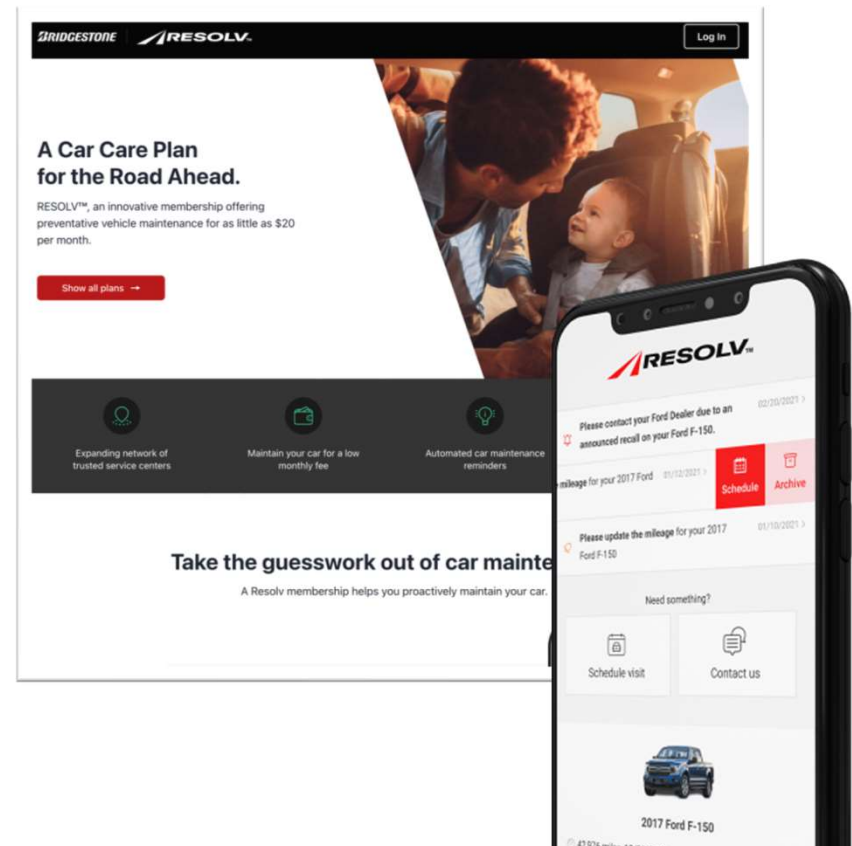 BRIDGESTONE
RESOLV™
Log In
A Car Care Plan
for the Road Ahead.
RESOLV™, an innovative membership offering
preventative vehicle maintenance for as little as $20
per month.
Show all plans →
Expanding network of
trusted service centers
Maintain your car for a low
monthly fee
Automated car maintenance
reminders
Take the guesswork out of car mainte
A Resolv membership helps you proactively maintain your car.
RESOLV™
Please contact your Ford Dealer due to an
announced recall on your Ford F-150.
02/20/2021 >
mileage for your 2017 Ford
01/12/2021 >
Schedule
Archive
Please update the mileage for your 2017
Ford F-150
01/10/2021 >
Need something?
Schedule visit
Contact us
2017 Ford F-150
42,926 miles